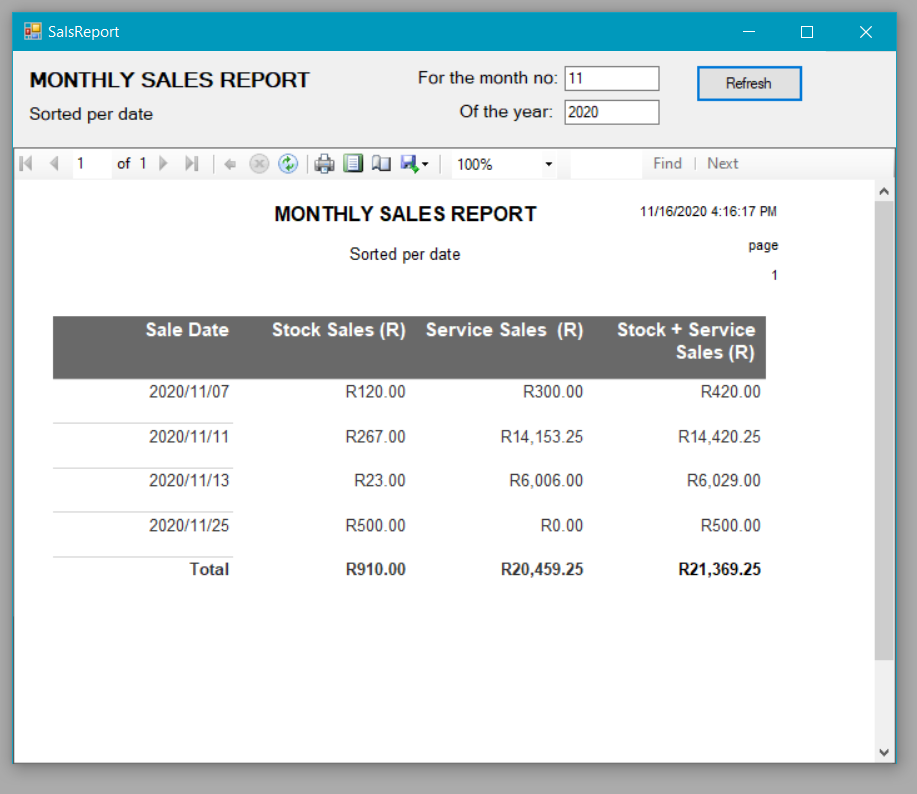 SalsReport
MONTHLY SALES REPORT
For the month no: 11
Refresh
Sorted per date
Of the year: 2020
1 of 1
100%
Find | Next
MONTHLY SALES REPORT
11/16/2020 4:16:17 PM
Sorted per date
page
1
Sale Date Stock Sales (R) Service Sales (R) Stock + Service
Sales (R)
2020/11/07 R120.00 R300.00 R420.00
2020/11/11 R267.00 R14,153.25 R14,420.25
2020/11/13 R23.00 R6,006.00 R6,029.00
2020/11/25 R500.00 R0.00 R500.00
Total R910.00 R20,459.25 R21,369.25